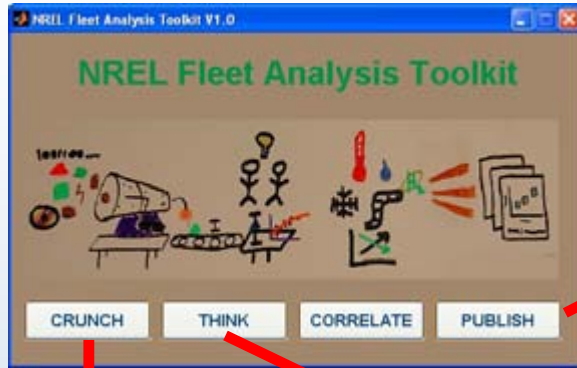 NREL Fleet Analysis Toolkit V1.0
NREL Fleet Analysis Toolkit
CRUNCH
THINK
CORRELATE
PUBLISH